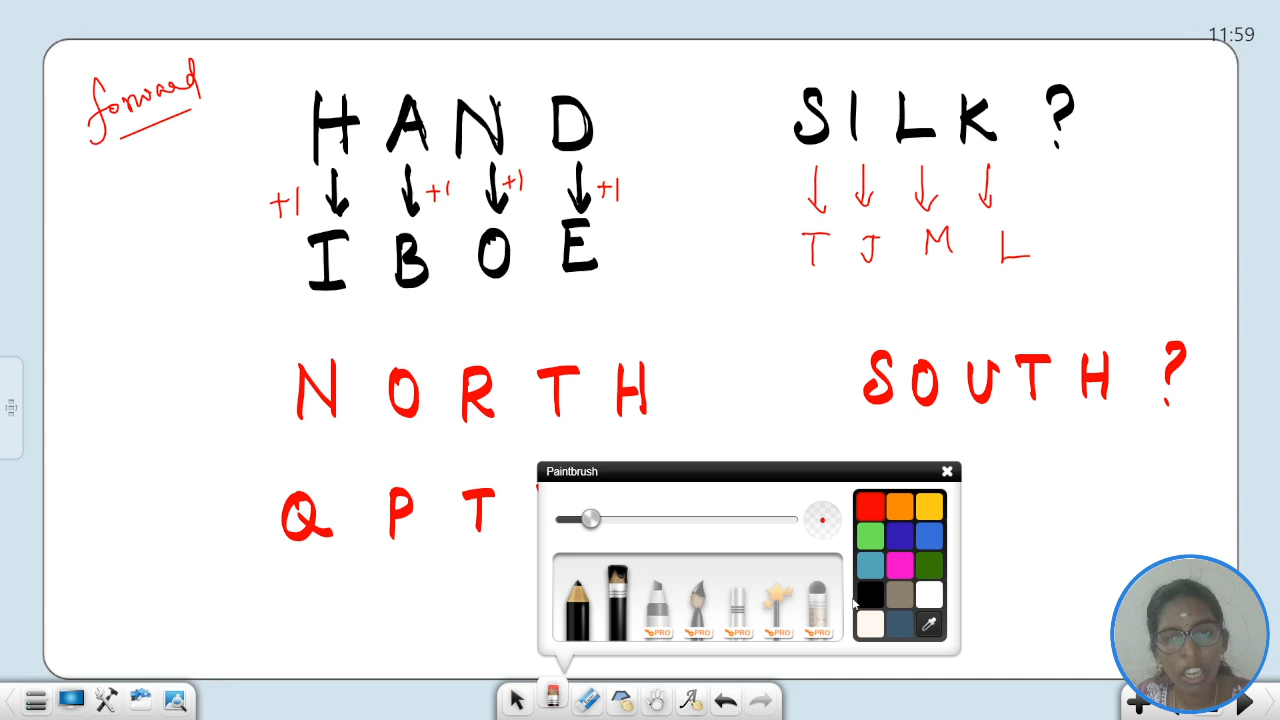 11:59
forward
H A N D
S I L K ?
+1 +1 +1 +1
I B O E
T J M L
N O R T H
S O U T H ?
Q P T
Paintbrush
PRO PRO PRO PRO PRO